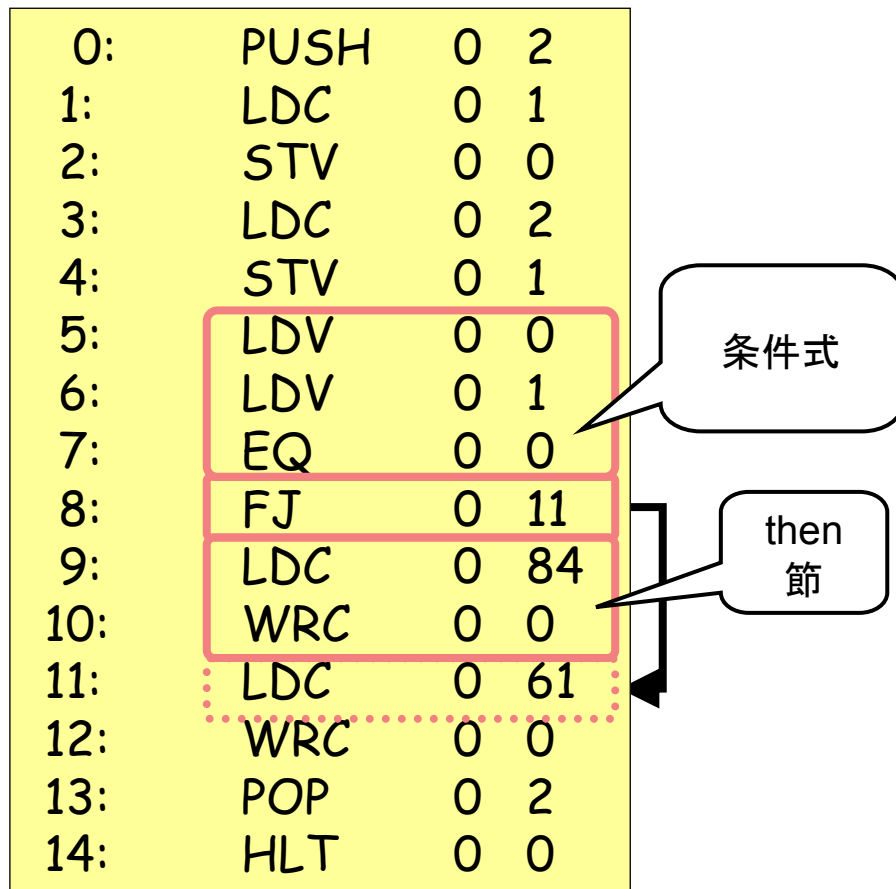 0: PUSH 0 2
1: LDC 0 1
2: STV 0 0
3: LDC 0 2
4: STV 0 1
5: LDV 0 0
6: LDV 0 1
7: EQ 0 0
8: FJ 0 11
9: LDC 0 84
10: WRC 0 0
11: LDC 0 61
12: WRC 0 0
13: POP 0 2
14: HLT 0 0
条件式
then
節